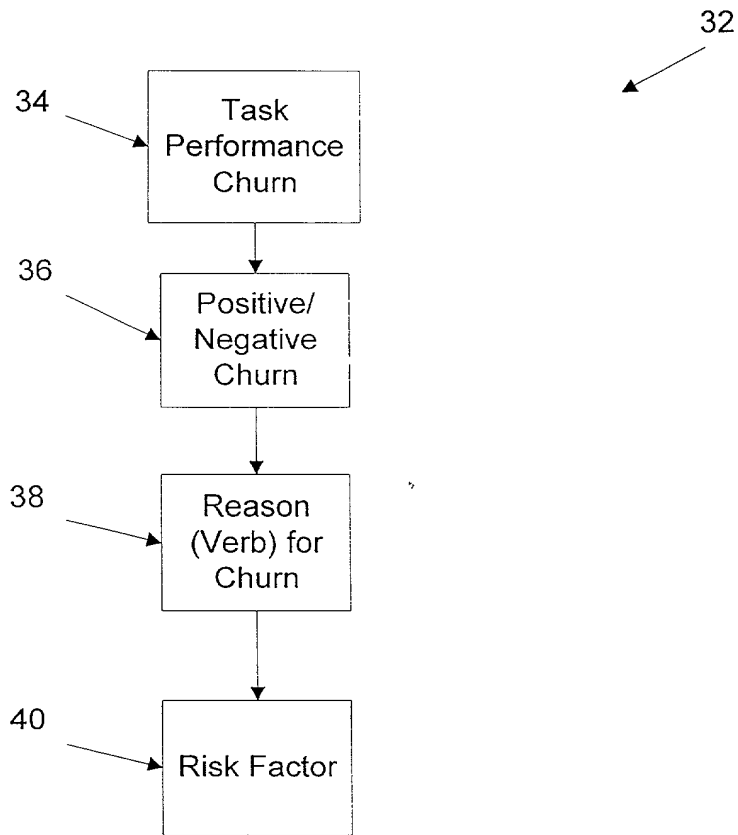 32
34
Task
Performance
Churn
36
Positive/
Negative
Churn
38
Reason
(Verb) for
Churn
40
Risk Factor